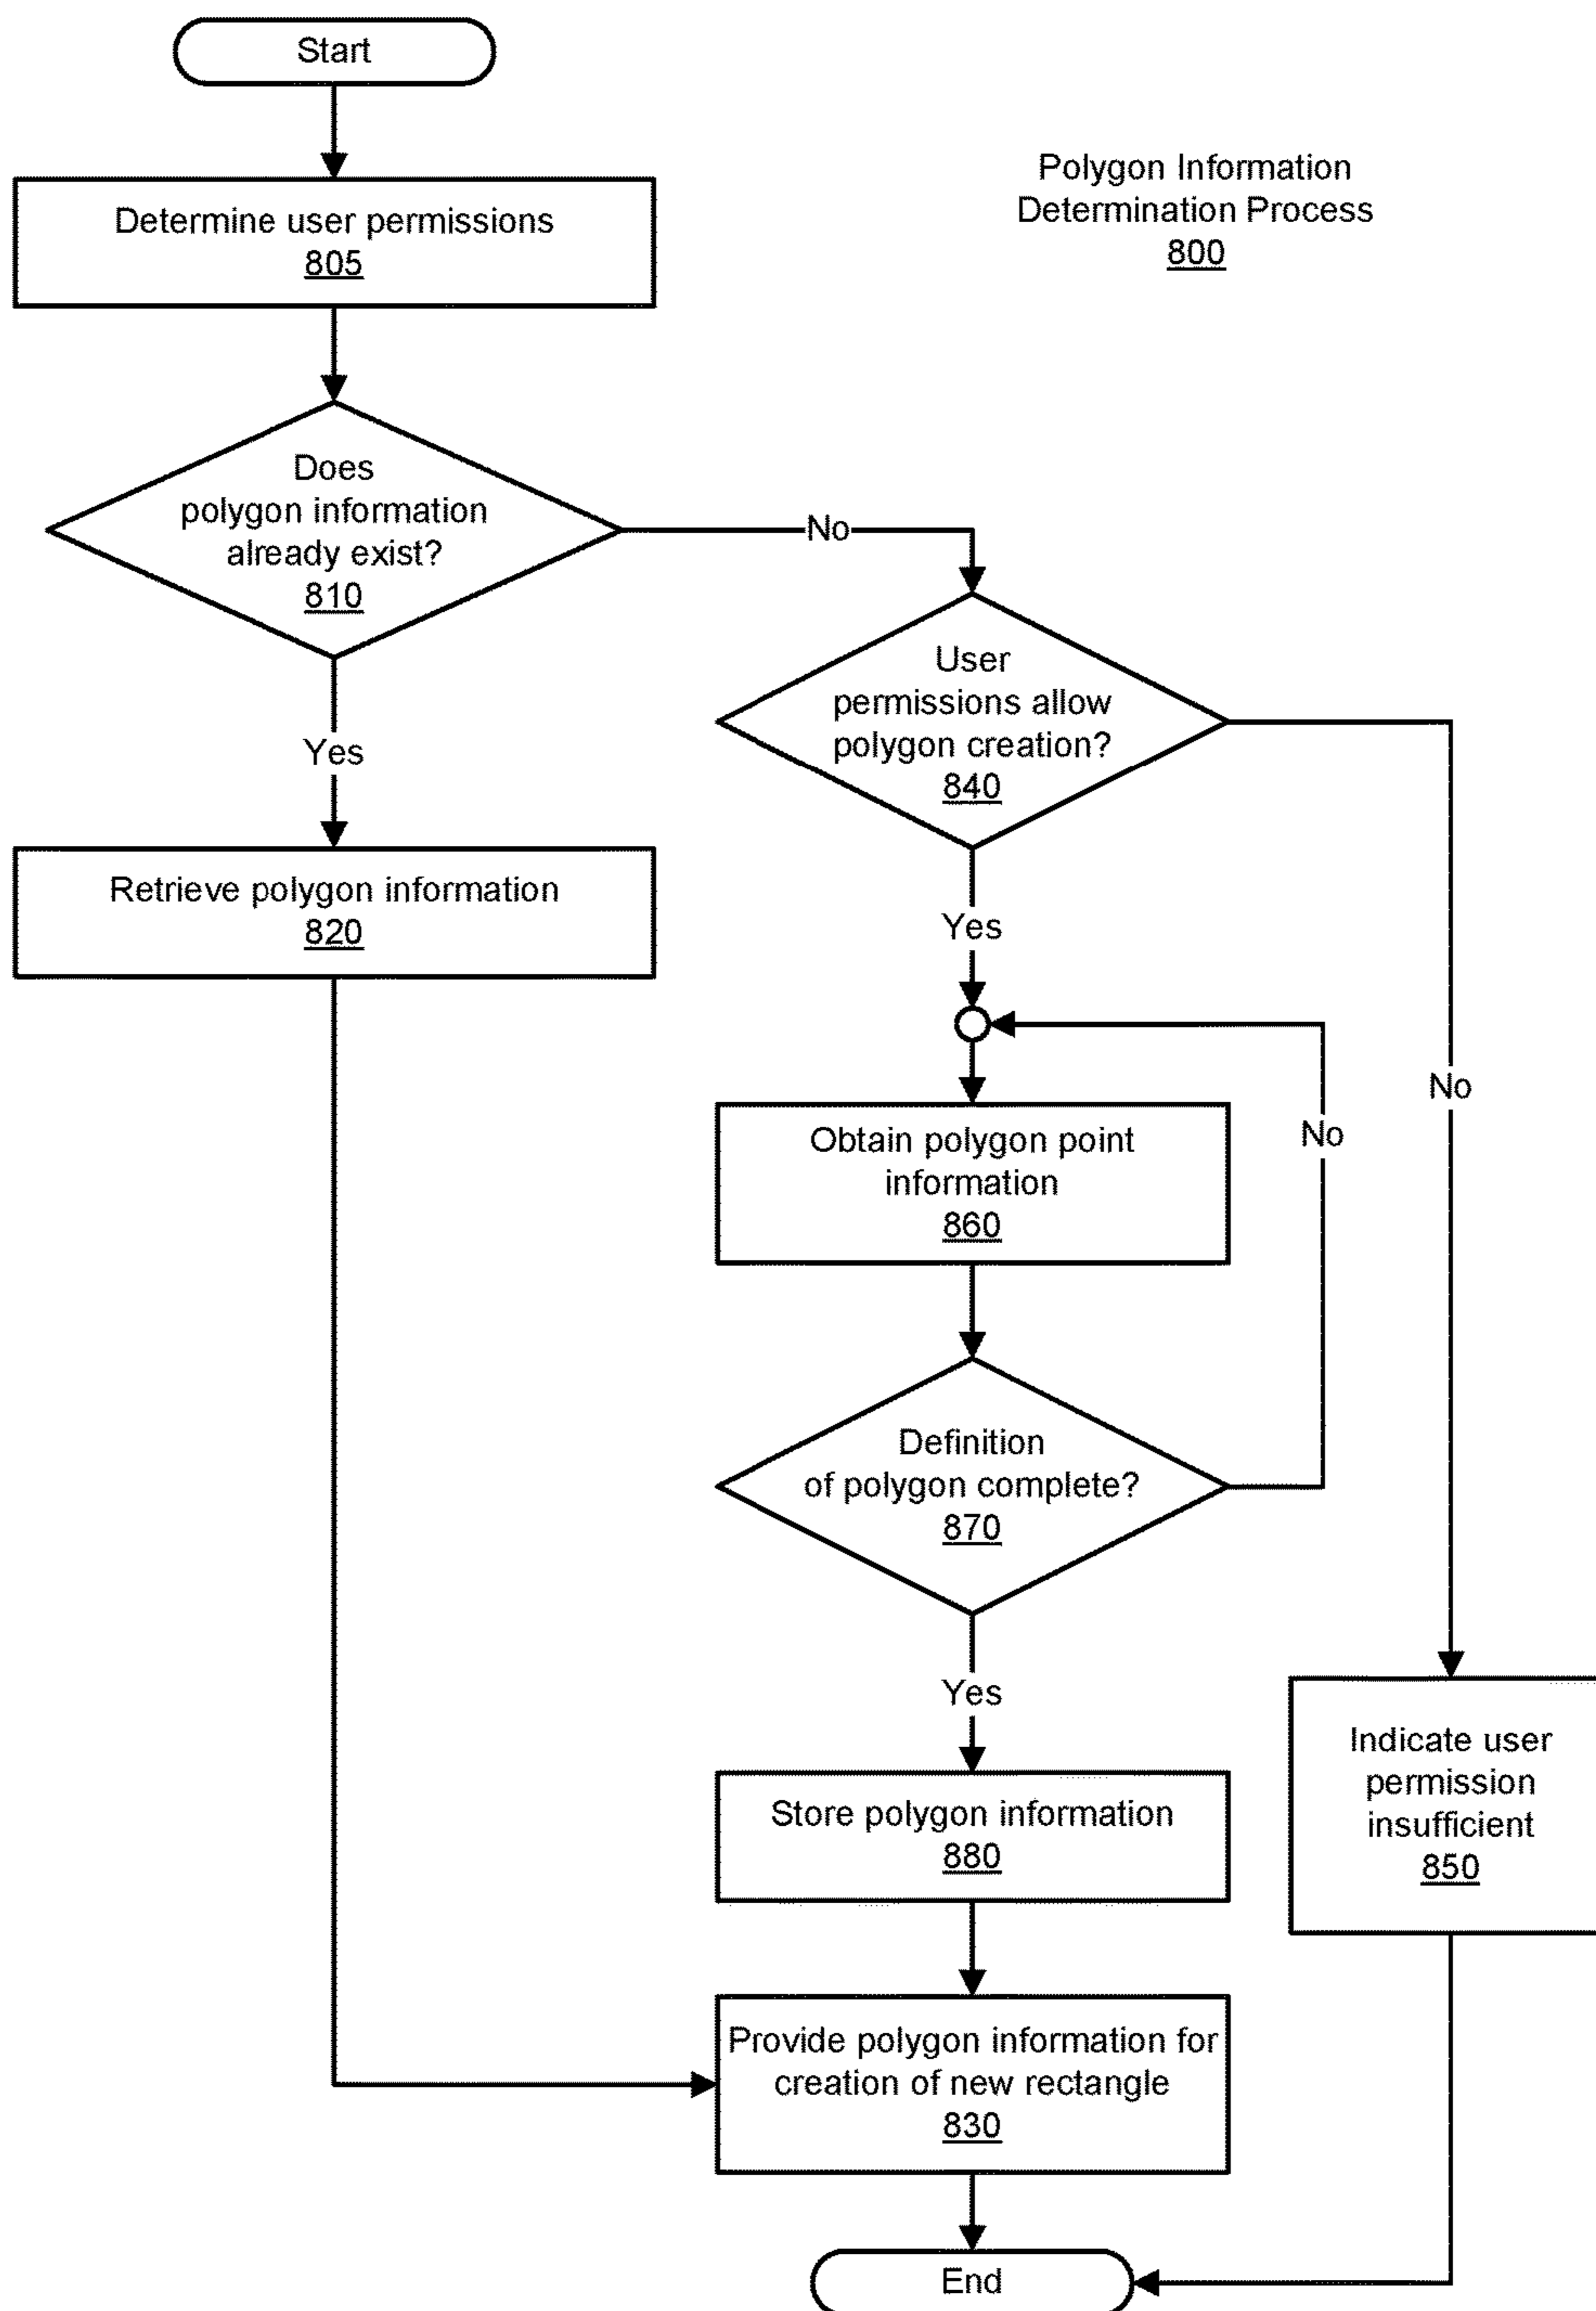 Start
Polygon Information
Determination Process
800
Determine user permissions
805
Does
polygon information
already exist?
810
No
User
permissions allow
polygon creation?
840
Yes
Retrieve polygon information
820
Yes
No
No
Obtain polygon point
information
860
Definition
of polygon complete?
870
Yes
Indicate user
permission
insufficient
850
Store polygon information
880
Provide polygon information for
creation of new rectangle
830
End